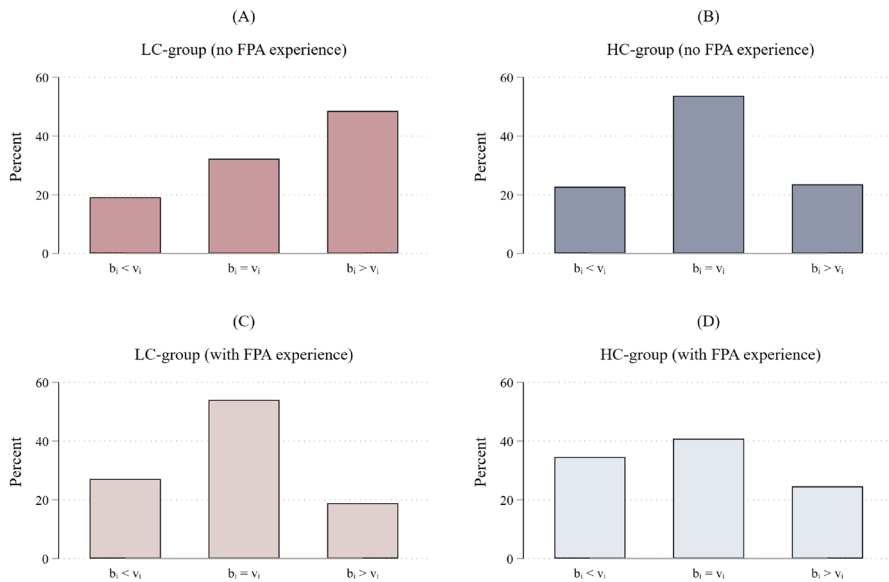 (A)
LC-group (no FPA experience)
Percent
60
40
20
0
bᵢ < vᵢ
bᵢ = vᵢ
bᵢ > vᵢ
(B)
HC-group (no FPA experience)
Percent
60
40
20
0
bᵢ < vᵢ
bᵢ = vᵢ
bᵢ > vᵢ
(C)
LC-group (with FPA experience)
Percent
60
40
20
0
bᵢ < vᵢ
bᵢ = vᵢ
bᵢ > vᵢ
(D)
HC-group (with FPA experience)
Percent
60
40
20
0
bᵢ < vᵢ
bᵢ = vᵢ
bᵢ > vᵢ